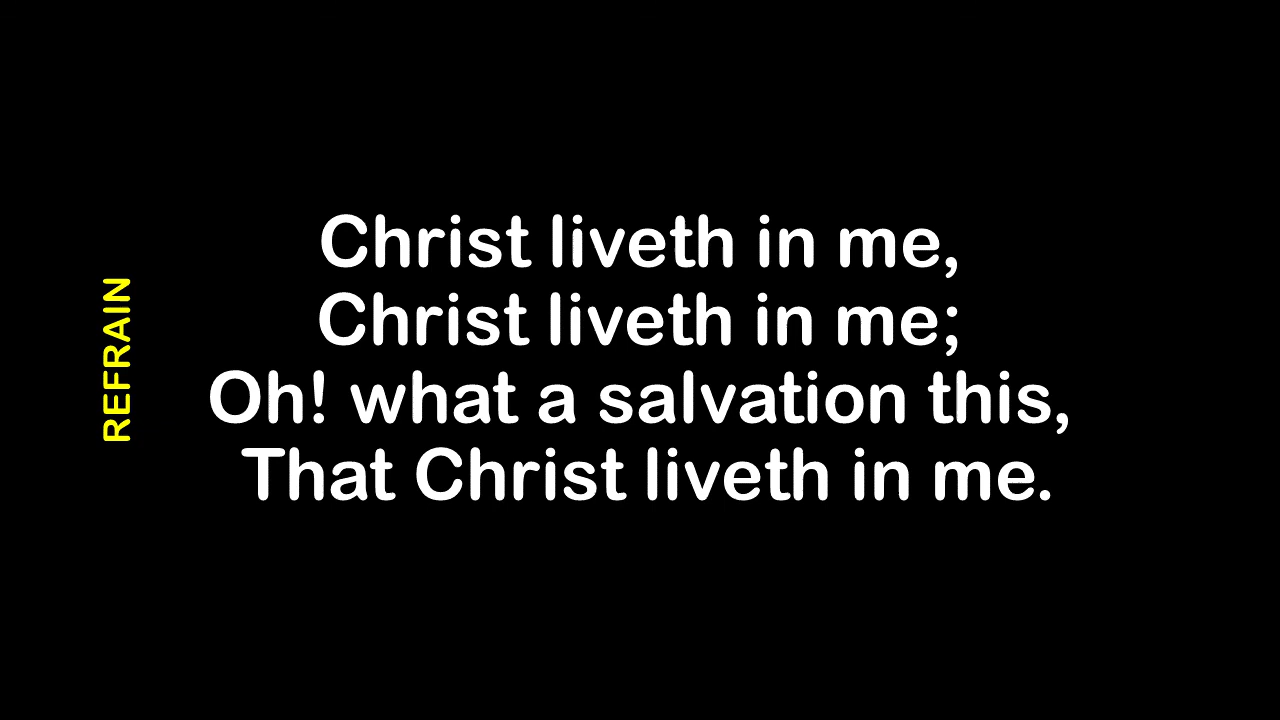 REFRAIN
Christ liveth in me,
Christ liveth in me;
Oh! what a salvation this,
That Christ liveth in me.